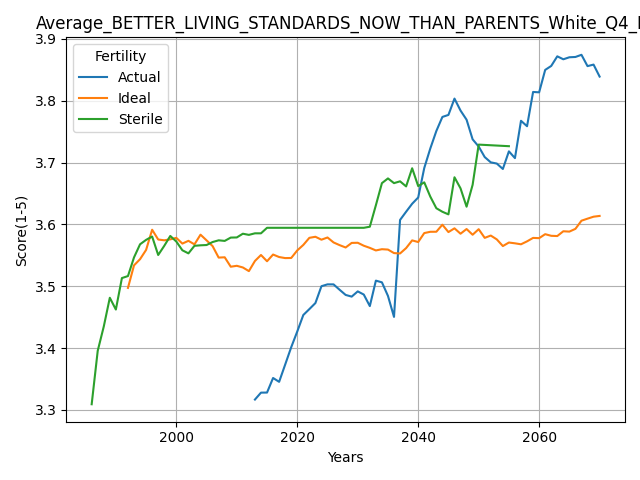 Average_BETTER_LIVING_STANDARDS_NOW_THAN_PARENTS_White_Q4_
Fertility
Actual
Ideal
Sterile
Score(1-5)
3.9
3.8
3.7
3.6
3.5
3.4
3.3
2000 2020 2040 2060
Years